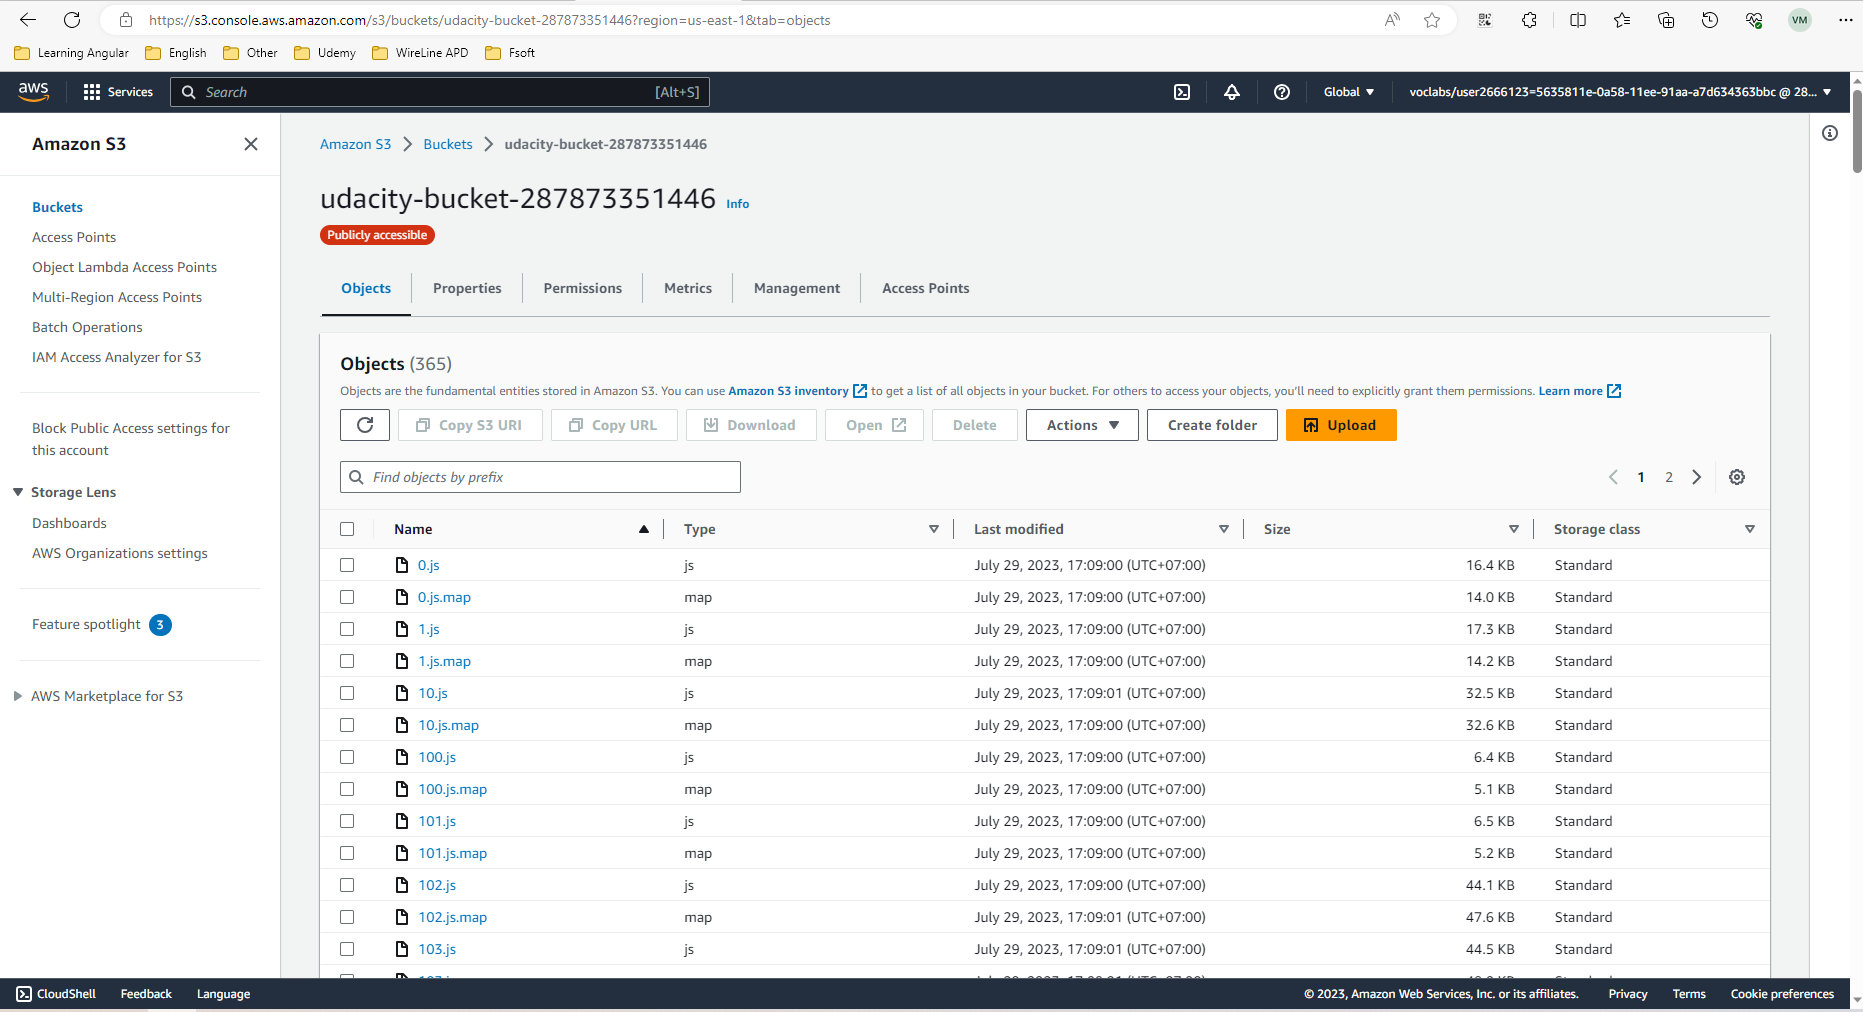 https://s3.console.aws.amazon.com/s3/buckets/udacity-bucket-287873351446?region=us-east-1&tab=objects
VM
Learning Angular English Other Udemy WireLine APD Fsoft
aws Services Search [Alt+S] Global voclabs/user2666123=5635811e-0a58-11ee-91aa-a7d634363bbc @ 28...
Amazon S3
Buckets
Access Points
Object Lambda Access Points
Multi-Region Access Points
Batch Operations
IAM Access Analyzer for S3
Block Public Access settings for
this account
Storage Lens
Dashboards
AWS Organizations settings
Feature spotlight 3
AWS Marketplace for S3
Amazon S3 Buckets udacity-bucket-287873351446
udacity-bucket-287873351446 Info
Publicly accessible
Objects Properties Permissions Metrics Management Access Points
Objects (365)
Objects are the fundamental entities stored in Amazon S3. You can use Amazon S3 inventory to get a list of all objects in your bucket. For others to access your objects, you'll need to explicitly grant them permissions. Learn more
Copy S3 URI Copy URL Download Open Delete Actions Create folder Upload
Find objects by prefix 1 2
Name Type Last modified Size Storage class
0.js js July 29, 2023, 17:09:00 (UTC+07:00) 16.4 KB Standard
0.js.map map July 29, 2023, 17:09:00 (UTC+07:00) 14.0 KB Standard
1.js js July 29, 2023, 17:09:00 (UTC+07:00) 17.3 KB Standard
1.js.map map July 29, 2023, 17:09:00 (UTC+07:00) 14.2 KB Standard
10.js js July 29, 2023, 17:09:01 (UTC+07:00) 32.5 KB Standard
10.js.map map July 29, 2023, 17:09:00 (UTC+07:00) 32.6 KB Standard
100.js js July 29, 2023, 17:09:00 (UTC+07:00) 6.4 KB Standard
100.js.map map July 29, 2023, 17:09:00 (UTC+07:00) 5.1 KB Standard
101.js js July 29, 2023, 17:09:00 (UTC+07:00) 6.5 KB Standard
101.js.map map July 29, 2023, 17:09:00 (UTC+07:00) 5.2 KB Standard
102.js js July 29, 2023, 17:09:00 (UTC+07:00) 44.1 KB Standard
102.js.map map July 29, 2023, 17:09:01 (UTC+07:00) 47.6 KB Standard
103.js js July 29, 2023, 17:09:01 (UTC+07:00) 44.5 KB Standard
CloudShell Feedback Language © 2023, Amazon Web Services, Inc. or its affiliates. Privacy Terms Cookie preferences